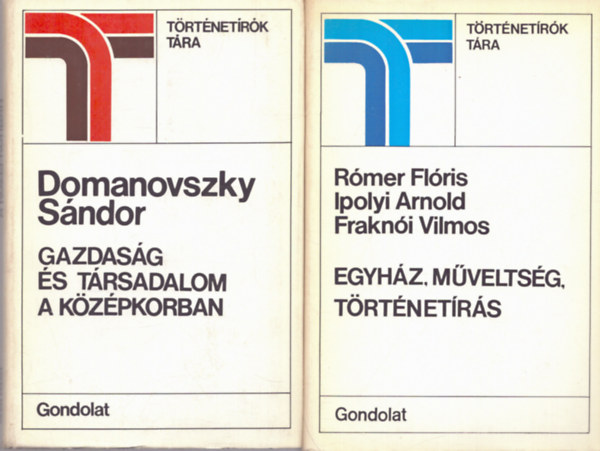 TÖRTÉNETÍRÓK
TÁRA
Domanovszky
Sándor
GAZDASÁG
ÉS TÁRSADALOM
A KÖZÉPKORBAN
Gondolat
TÖRTÉNETÍRÓK
TÁRA
Rómer Flóris
Ipolyi Arnold
Fraknói Vilmos
EGYHÁZ, MŰVELTSÉG,
TÖRTÉNETÍRÁS
Gondolat